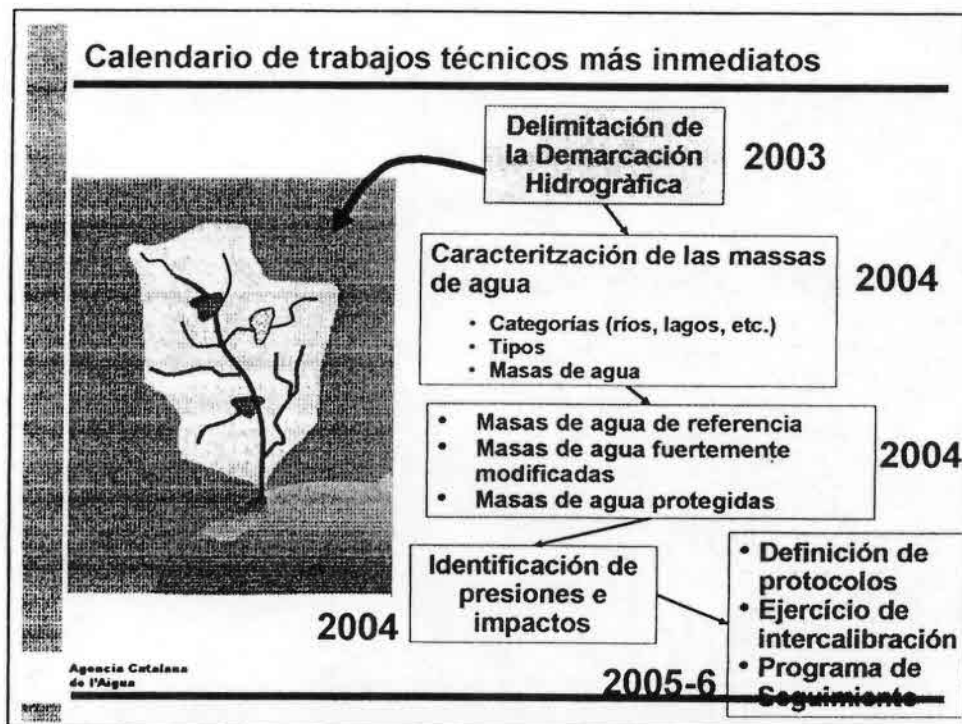 Calendario de trabajos técnicos más inmediatos
Delimitación de
la Demarcación
Hidrogràfica
2003
Caracteritzación de las massas
de agua
• Categorías (ríos, lagos, etc.)
• Tipos
• Masas de agua
2004
• Masas de agua de referencia
• Masas de agua fuertemente
modificadas
• Masas de agua protegidas
2004
Identificación de
presiones e
impactos
2004
• Definición de
protocolos
• Ejercício de
intercalibración
• Programa de
Seguimiento
2005-6
Agencia Catalana
de l'Aigua